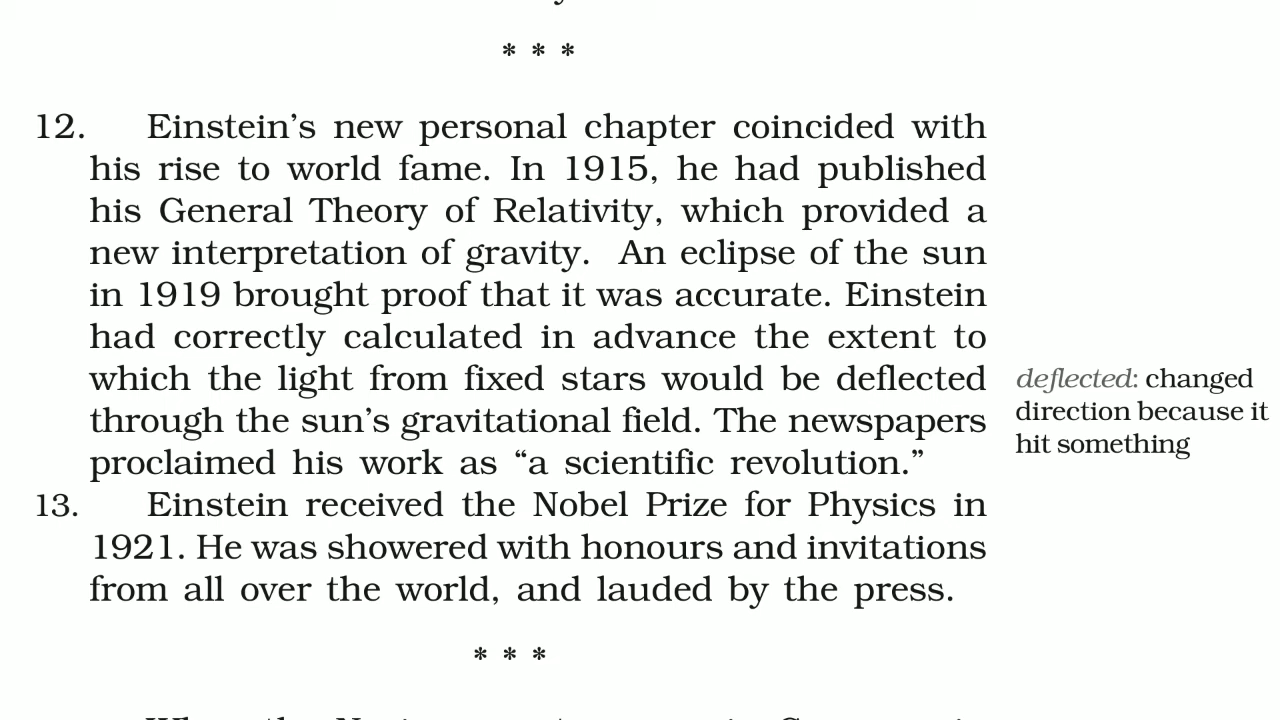 * * *
12. Einstein’s new personal chapter coincided with
his rise to world fame. In 1915, he had published
his General Theory of Relativity, which provided a
new interpretation of gravity. An eclipse of the sun
in 1919 brought proof that it was accurate. Einstein
had correctly calculated in advance the extent to
which the light from fixed stars would be deflected
through the sun’s gravitational field. The newspapers
proclaimed his work as “a scientific revolution.”
deflected: changed
direction because it
hit something
13. Einstein received the Nobel Prize for Physics in
1921. He was showered with honours and invitations
from all over the world, and lauded by the press.
* * *